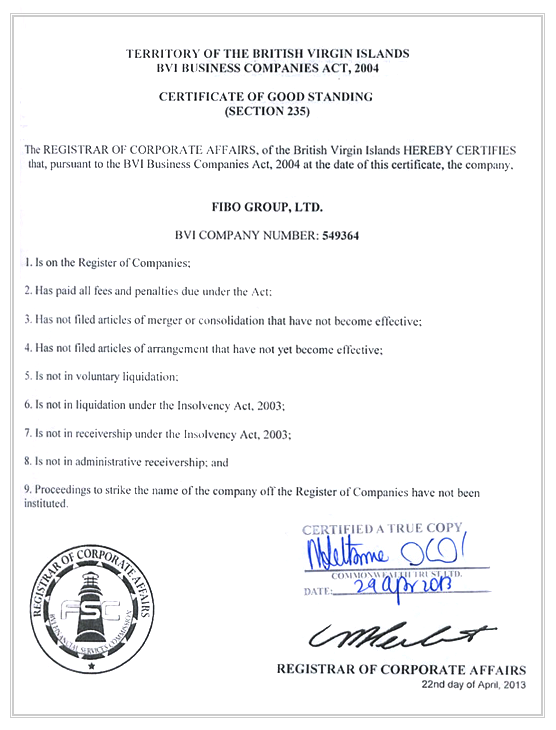 TERRITORY OF THE BRITISH VIRGIN ISLANDS
BVI BUSINESS COMPANIES ACT, 2004
CERTIFICATE OF GOOD STANDING
(SECTION 235)
The REGISTRAR OF CORPORATE AFFAIRS, of the British Virgin Islands HEREBY CERTIFIES
that, pursuant to the BVI Business Companies Act, 2004 at the date of this certificate, the company,
FIBO GROUP, LTD.
BVI COMPANY NUMBER: 549364
1. Is on the Register of Companies;
2. Has paid all fees and penalties due under the Act;
3. Has not filed articles of merger or consolidation that have not become effective;
4. Has not filed articles of arrangement that have not yet become effective;
5. Is not in voluntary liquidation;
6. Is not in liquidation under the Insolvency Act, 2003;
7. Is not in receivership under the Insolvency Act, 2003;
8. Is not in administrative receivership; and
9. Proceedings to strike the name of the company off the Register of Companies have not been
instituted.
CERTIFIED A TRUE COPY
COMMONWEALTH TRUST LTD.
DATE: 29 Apr 2013
REGISTRAR OF CORPORATE AFFAIRS
FSC
BVI FINANCIAL SERVICES COMMISSION
REGISTRAR OF CORPORATE AFFAIRS
22nd day of April, 2013